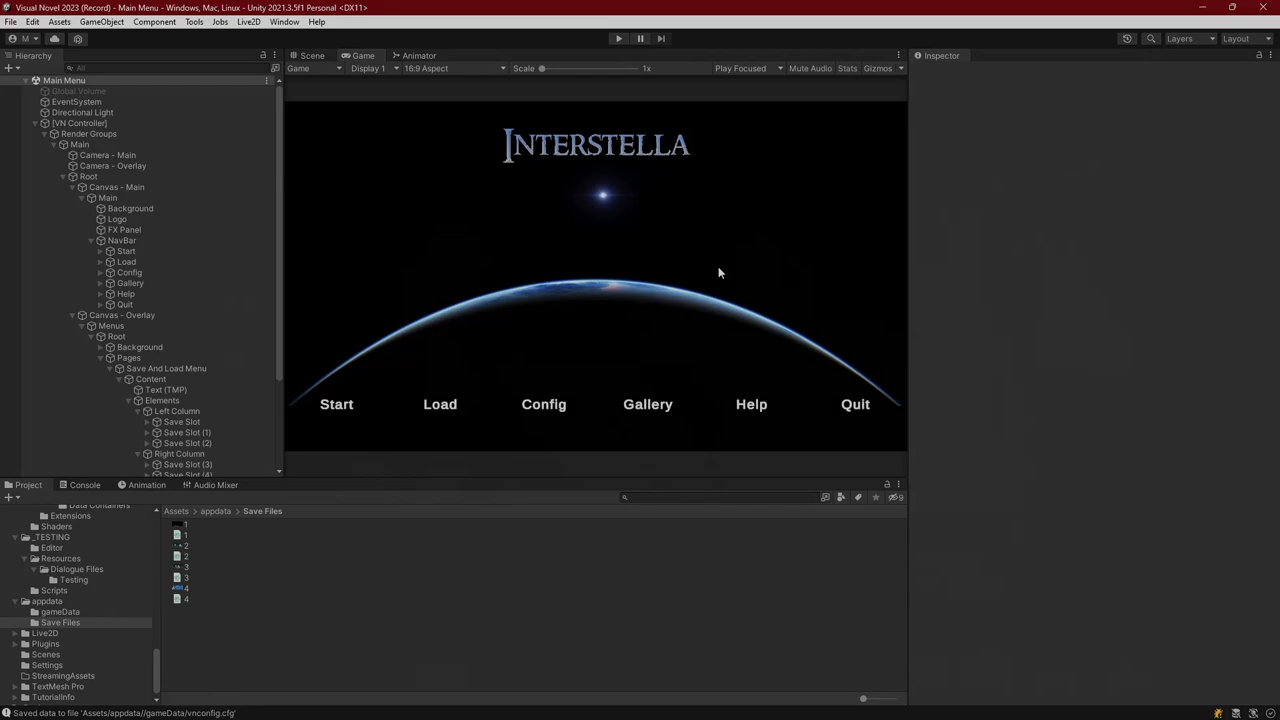 Visual Novel 2023 (Record) - Main Menu - Windows, Mac, Linux - Unity 2021.3.5f1 Personal <DX11>
File Edit Assets GameObject Component Tools Jobs Live2D Window Help
M Layers Layout
Hierarchy Scene Game Animator Inspector
All Game Display 1 16:9 Aspect Scale 1x Play Focused Mute Audio Stats Gizmos
Main Menu
Global Volume
EventSystem
Directional Light
[VN Controller]
Render Groups
Main
Camera - Main
Camera - Overlay
Root
Canvas - Main
Main
Background
Logo
FX Panel
NavBar
Start
Load
Config
Gallery
Help
Quit
Canvas - Overlay
Menus
Root
Background
Pages
Save And Load Menu
Content
Text (TMP)
Elements
Left Column
Save Slot
Save Slot (1)
Save Slot (2)
Right Column
Save Slot (3)
Save Slot (4)
INTERSTELLA
Start Load Config Gallery Help Quit
Project Console Animation Audio Mixer
9
Data Containers
Extensions
Shaders
_TESTING
Editor
Resources
Dialogue Files
Testing
Scripts
appdata
gameData
Save Files
Live2D
Plugins
Scenes
Settings
StreamingAssets
TextMesh Pro
TutorialInfo
Assets > appdata > Save Files
1
1
2
2
3
3
4
4
Saved data to file 'Assets/appdata//gameData/vnconfig.cfg'